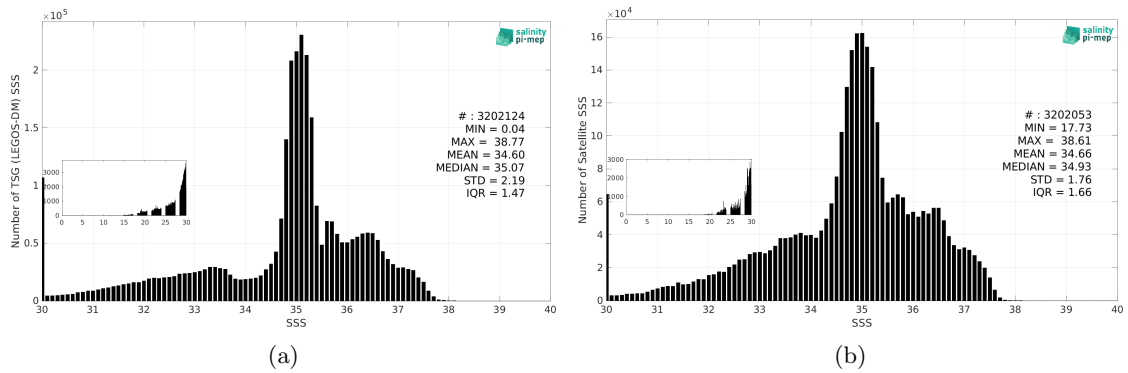 ×10⁵
salinity
pi-mep
Number of TSG (LEGOS-DM) SSS
2
1.5
1
0.5
0
# : 3202124
MIN = 0.04
MAX = 38.77
MEAN = 34.60
MEDIAN = 35.07
STD = 2.19
IQR = 1.47
3000
2000
1000
0
0 5 10 15 20 25 30
30 31 32 33 34 35 36 37 38 39 40
SSS
(a)
×10⁴
salinity
pi-mep
Number of Satellite SSS
16
14
12
10
8
6
4
2
0
# : 3202053
MIN = 17.73
MAX = 38.61
MEAN = 34.66
MEDIAN = 34.93
STD = 1.76
IQR = 1.66
3000
2000
1000
0
0 5 10 15 20 25 30
30 31 32 33 34 35 36 37 38 39 40
SSS
(b)